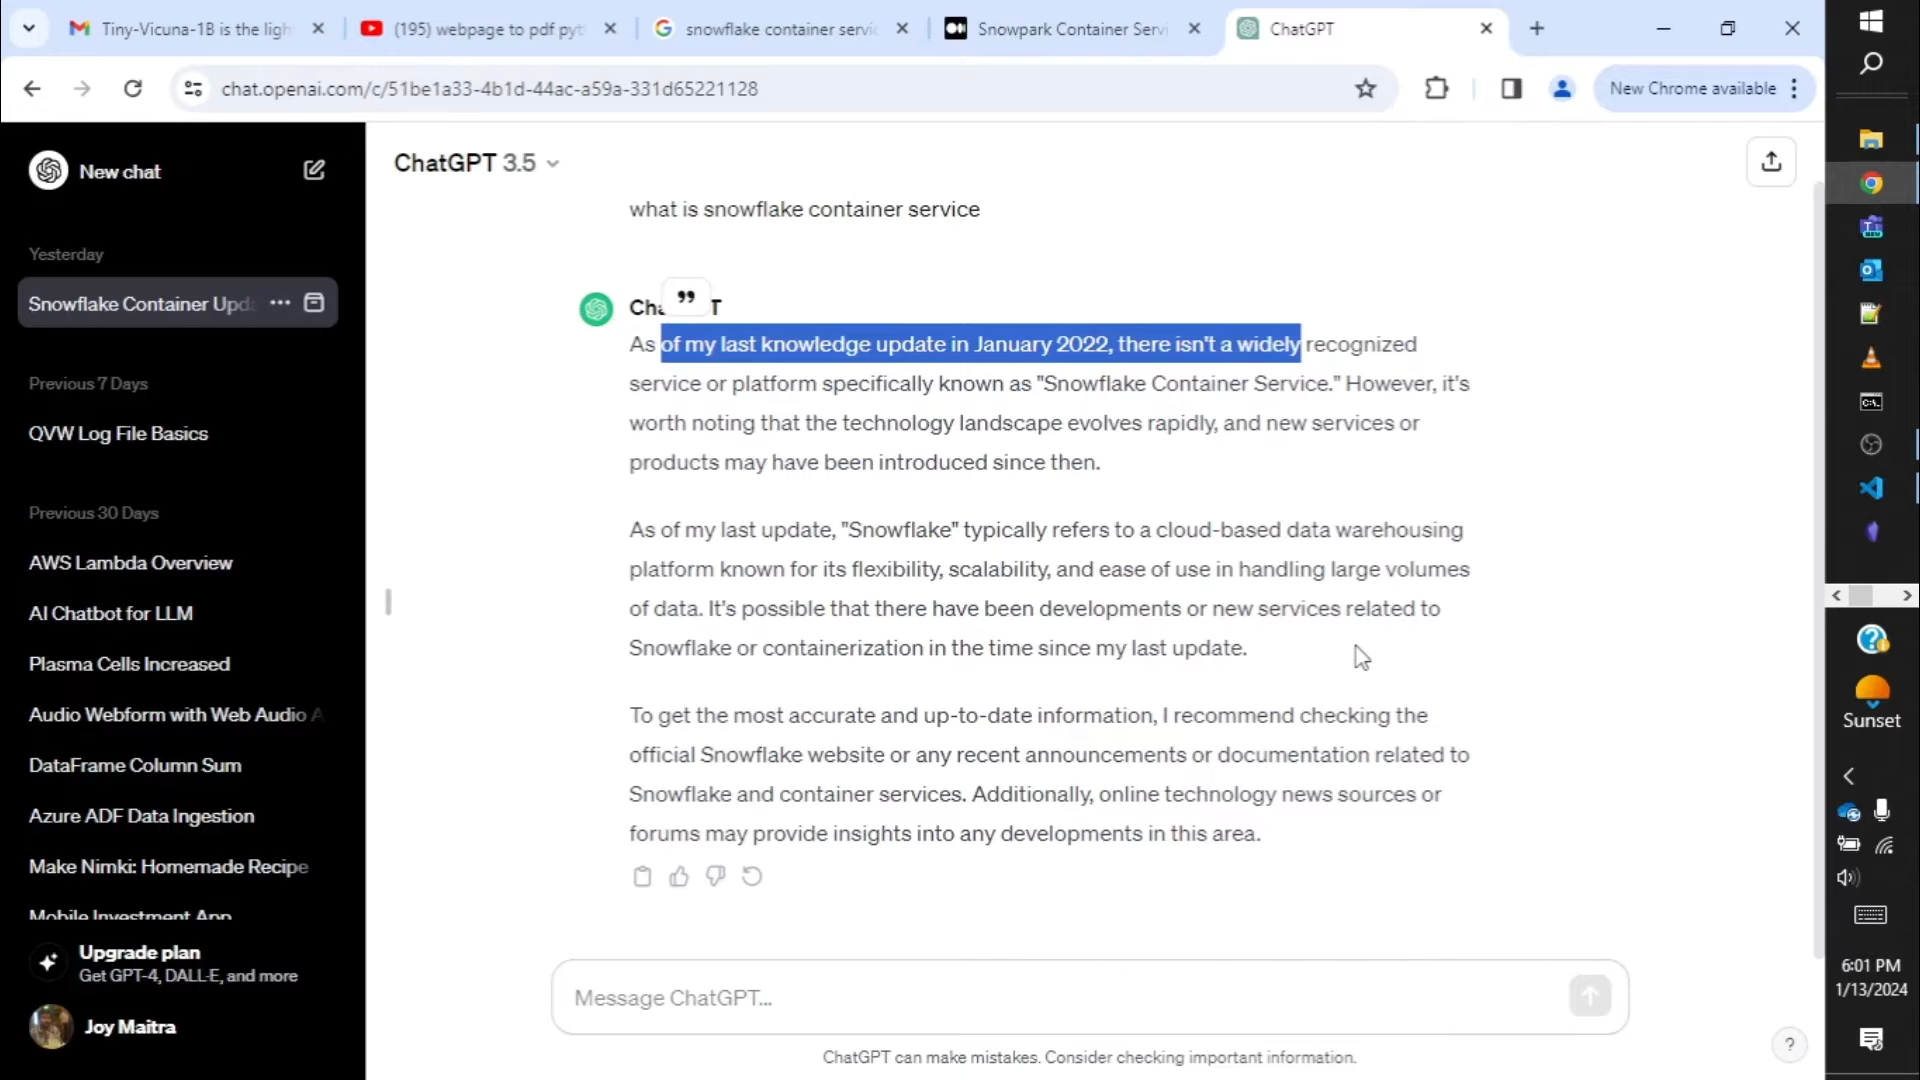 Tiny-Vicuna-1B is the ligh
(195) webpage to pdf pyt
snowflake container servic
Snowpark Container Servi
ChatGPT
chat.openai.com/c/51be1a33-4b1d-44ac-a59a-331d65221128
New Chrome available
New chat
Yesterday
Snowflake Container Upda
Previous 7 Days
QVW Log File Basics
Previous 30 Days
AWS Lambda Overview
AI Chatbot for LLM
Plasma Cells Increased
Audio Webform with Web Audio A
DataFrame Column Sum
Azure ADF Data Ingestion
Make Nimki: Homemade Recipe
Mobile Investment App
Upgrade plan
Get GPT-4, DALL·E, and more
Joy Maitra
ChatGPT 3.5
what is snowflake container service
Cha T
As of my last knowledge update in January 2022, there isn't a widely recognized
service or platform specifically known as "Snowflake Container Service." However, it's
worth noting that the technology landscape evolves rapidly, and new services or
products may have been introduced since then.
As of my last update, "Snowflake" typically refers to a cloud-based data warehousing
platform known for its flexibility, scalability, and ease of use in handling large volumes
of data. It's possible that there have been developments or new services related to
Snowflake or containerization in the time since my last update.
To get the most accurate and up-to-date information, I recommend checking the
official Snowflake website or any recent announcements or documentation related to
Snowflake and container services. Additionally, online technology news sources or
forums may provide insights into any developments in this area.
Message ChatGPT...
ChatGPT can make mistakes. Consider checking important information.
?
Sunset
6:01 PM
1/13/2024